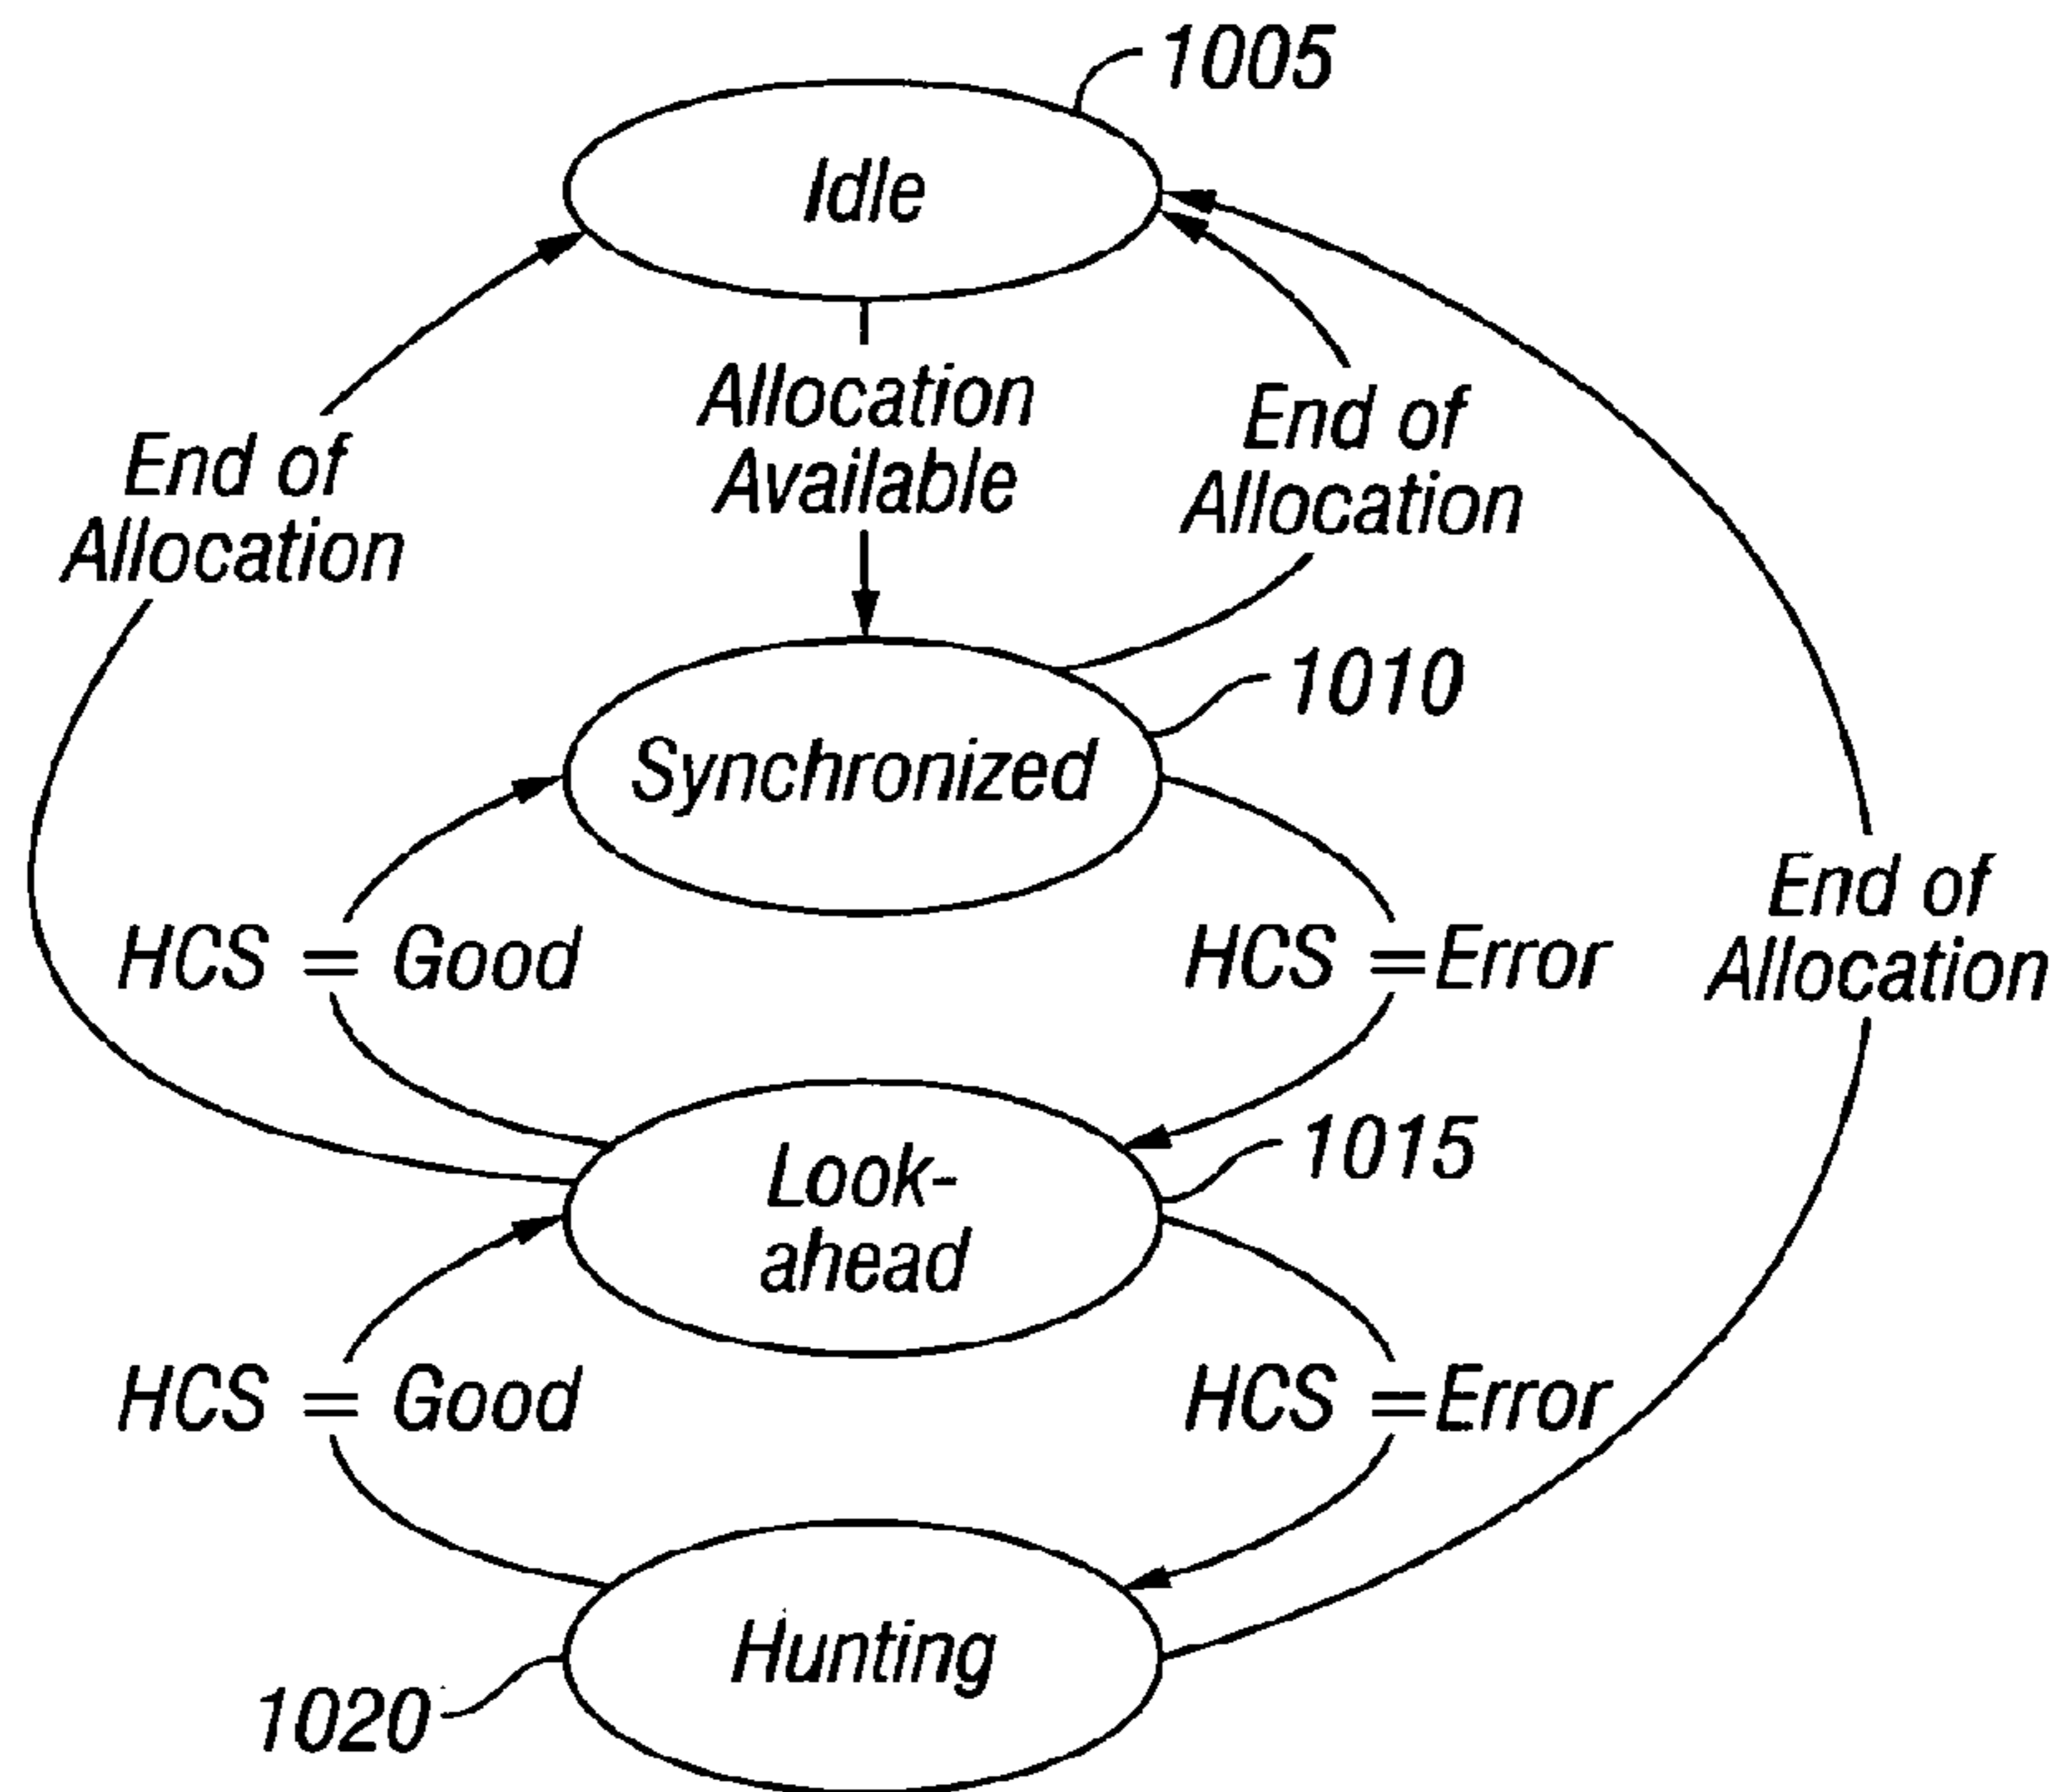 1005
Idle
Allocation
Available
End of
Allocation
End of
Allocation
1010
Synchronized
End of
Allocation
HCS = Good
HCS =Error
1015
Look-
ahead
HCS = Good
HCS =Error
Hunting
1020